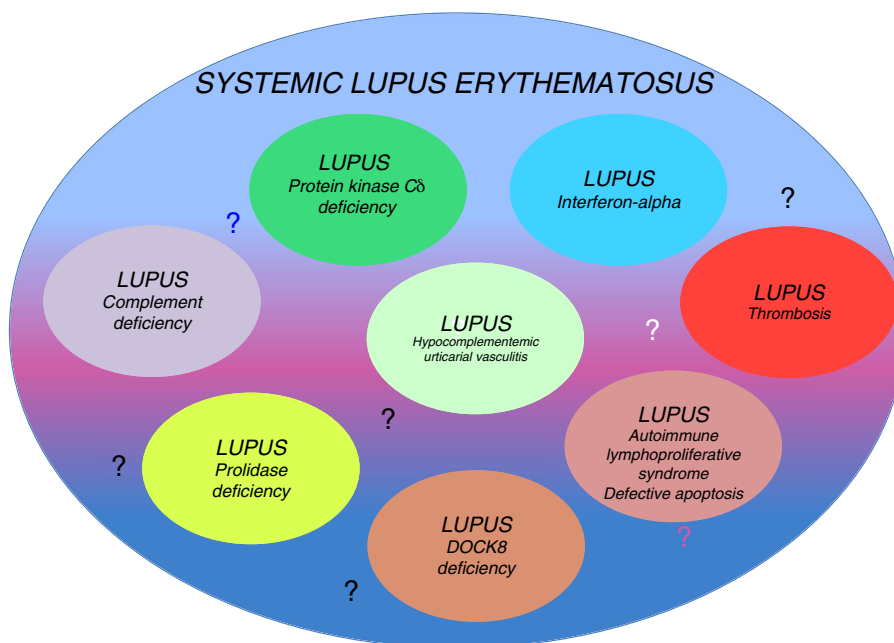 SYSTEMIC LUPUS ERYTHEMATOSUS
LUPUS
Protein kinase Cδ
deficiency
LUPUS
Interferon-alpha
?
?
LUPUS
Complement
deficiency
LUPUS
Hypocomplementemic
urticarial vasculitis
LUPUS
Thrombosis
?
?
LUPUS
Prolidase
deficiency
?
LUPUS
Autoimmune
lymphoproliferative
syndrome
Defective apoptosis
?
LUPUS
DOCK8
deficiency
?